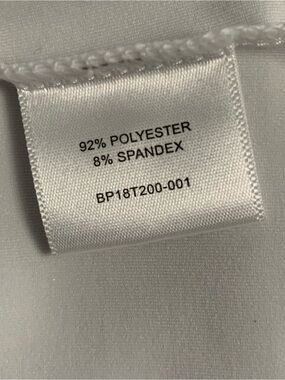 92% POLYESTER
8% SPANDEX
BP18T200-001